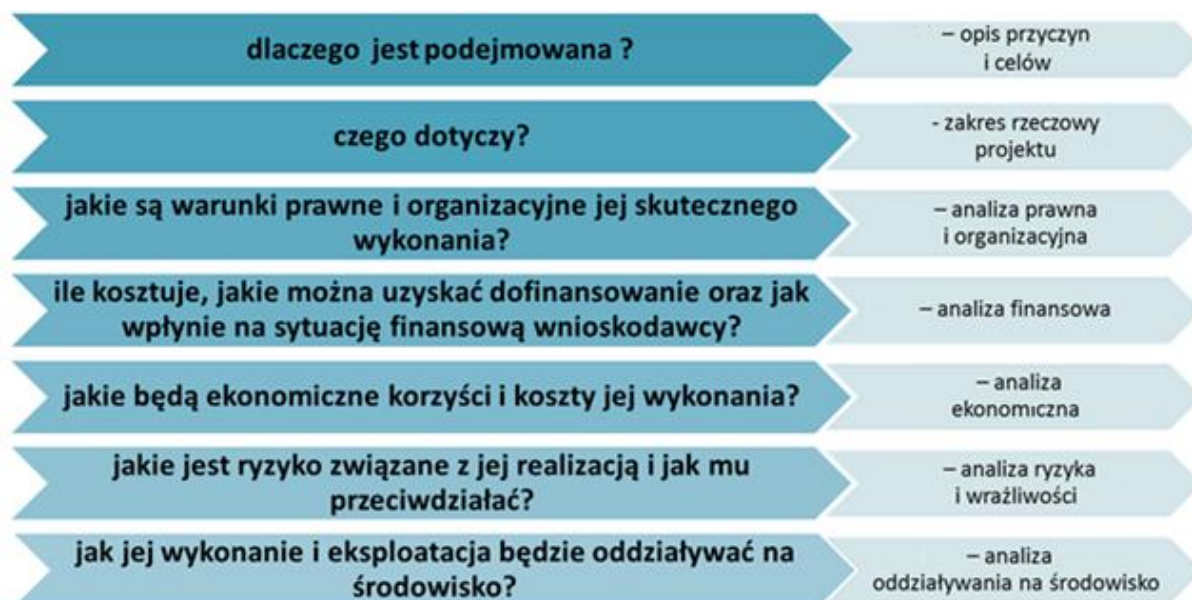 dlaczego jest podejmowana ?
– opis przyczyn
i celów
czego dotyczy?
- zakres rzeczowy
projektu
jakie są warunki prawne i organizacyjne jej skutecznego
wykonania?
– analiza prawna
i organizacyjna
ile kosztuje, jakie można uzyskać dofinansowanie oraz jak
wpłynie na sytuację finansową wnioskodawcy?
– analiza finansowa
jakie będą ekonomiczne korzyści i koszty jej wykonania?
– analiza
ekonomiczna
jakie jest ryzyko związane z jej realizacją i jak mu
przeciwdziałać?
– analiza ryzyka
i wrażliwości
jak jej wykonanie i eksploatacja będzie oddziaływać na
środowisko?
– analiza
oddziaływania na środowisko